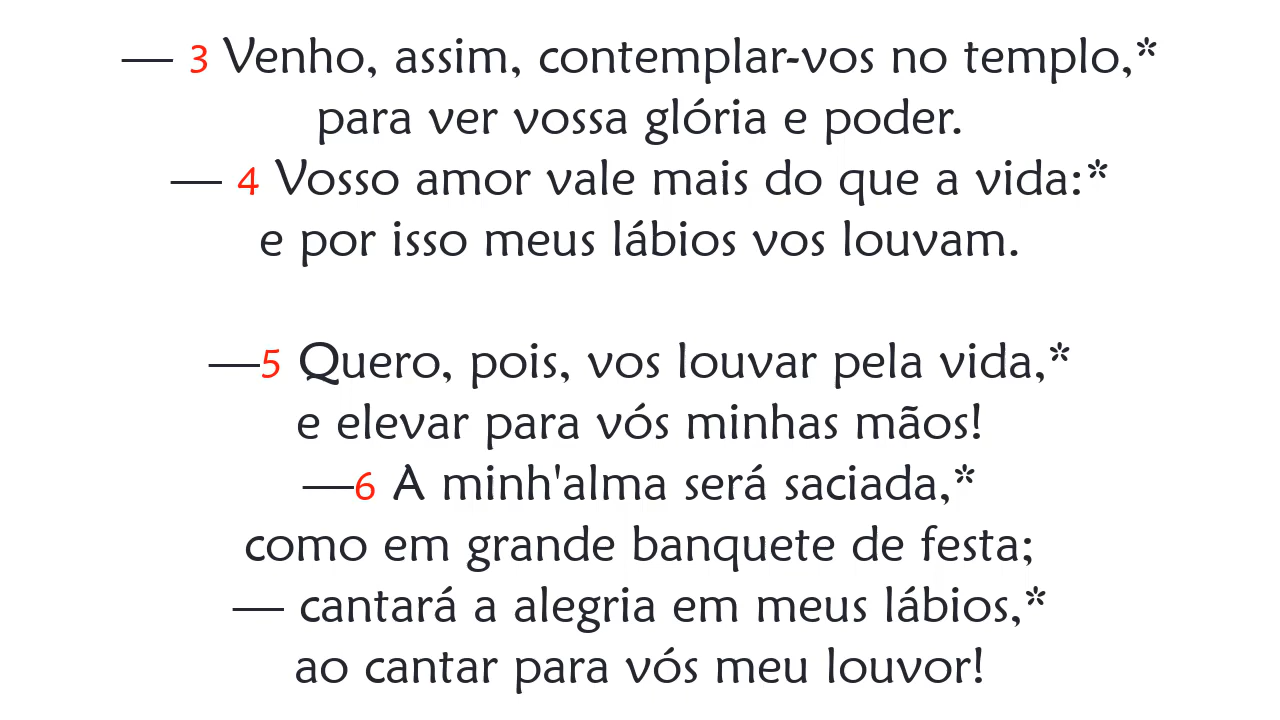 — 3 Venho, assim, contemplar-vos no templo,*
para ver vossa glória e poder.
— 4 Vosso amor vale mais do que a vida:*
e por isso meus lábios vos louvam.
—5 Quero, pois, vos louvar pela vida,*
e elevar para vós minhas mãos!
—6 A minh'alma será saciada,*
como em grande banquete de festa;
— cantará a alegria em meus lábios,*
ao cantar para vós meu louvor!